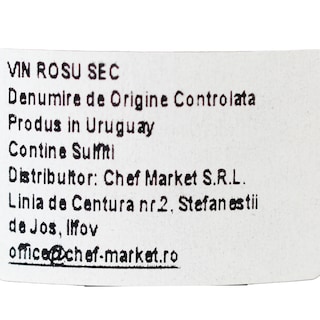 VIN ROSU SEC
Denumire de Origine Controlata
Produs in Uruguay
Contine Sulfiti
Distribuitor: Chef Market S.R.L.
Linia de Centura nr.2, Stefanestii
de Jos, Ilfov
office@chef-market.ro